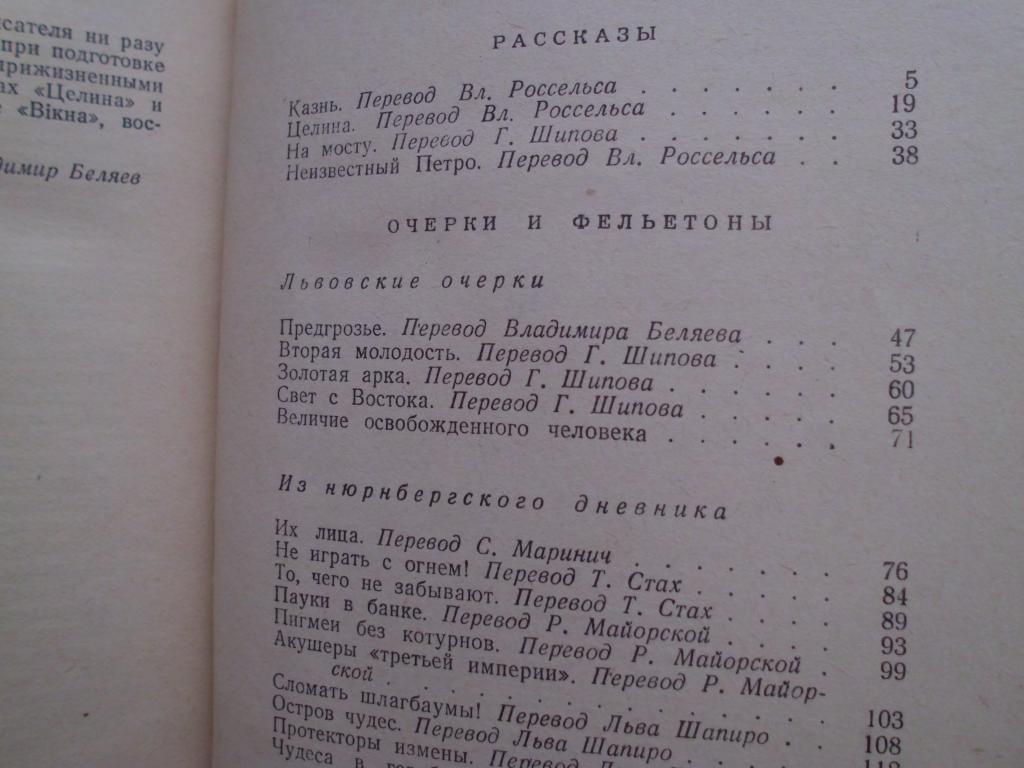 сателя ни разу
при подготовке
прижизненными
ах «Целина» и
е «Вікна», вос-
димир Беляев
РАССКАЗЫ
Казнь. Перевод Вл. Россельса . . . . . . . 5
Целина. Перевод Вл. Россельса . . . . . . 19
На мосту. Перевод Г. Шипова . . . . . . . 33
Неизвестный Петро. Перевод Вл. Россельса . . 38
ОЧЕРКИ И ФЕЛЬЕТОНЫ
Львовские очерки
Предгрозье. Перевод Владимира Беляева . . . 47
Вторая молодость. Перевод Г. Шипова . . . . 53
Золотая арка. Перевод Г. Шипова . . . . . . 60
Свет с Востока. Перевод Г. Шипова . . . . . 65
Величие освобожденного человека . . . . . . 71
Из нюрнбергского дневника
Их лица. Перевод С. Маринич . . . . . . . 76
Не играть с огнем! Перевод Т. Стах . . . . . 84
То, чего не забывают. Перевод Т. Стах . . . . 89
Пауки в банке. Перевод Р. Майорской . . . . 93
Пигмеи без котурнов. Перевод Р. Майорской . 99
Акушеры «третьей империи». Перевод Р. Майор-
ской . . . . . . . . . . . . . . . 103
Сломать шлагбаумы! Перевод Льва Шапиро . . 108
Остров чудес. Перевод Льва Шапиро
Протекторы измены. Перевод
Чудеса в